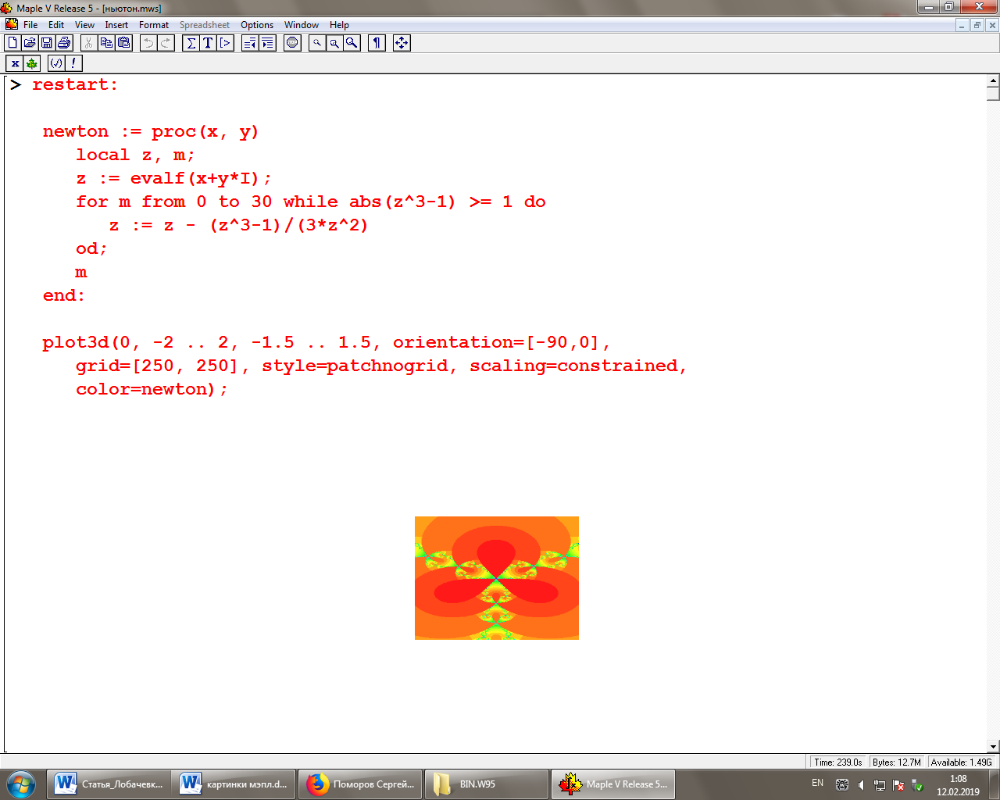 Maple V Release 5 - [ньютон.mws]
File Edit View Insert Format Spreadsheet Options Window Help
> restart:
newton := proc(x, y)
local z, m;
z := evalf(x+y*I);
for m from 0 to 30 while abs(z^3-1) >= 1 do
z := z - (z^3-1)/(3*z^2)
od;
m
end:
plot3d(0, -2 .. 2, -1.5 .. 1.5, orientation=[-90,0],
grid=[250, 250], style=patchnogrid, scaling=constrained,
color=newton);
Time: 239.0s Bytes: 12.7M Available: 1.49G
Статья_Лобачевк... картинки мэпл.d... Поморов Сергей... BIN.W95 Maple V Release 5... EN 1:08
12.02.2019